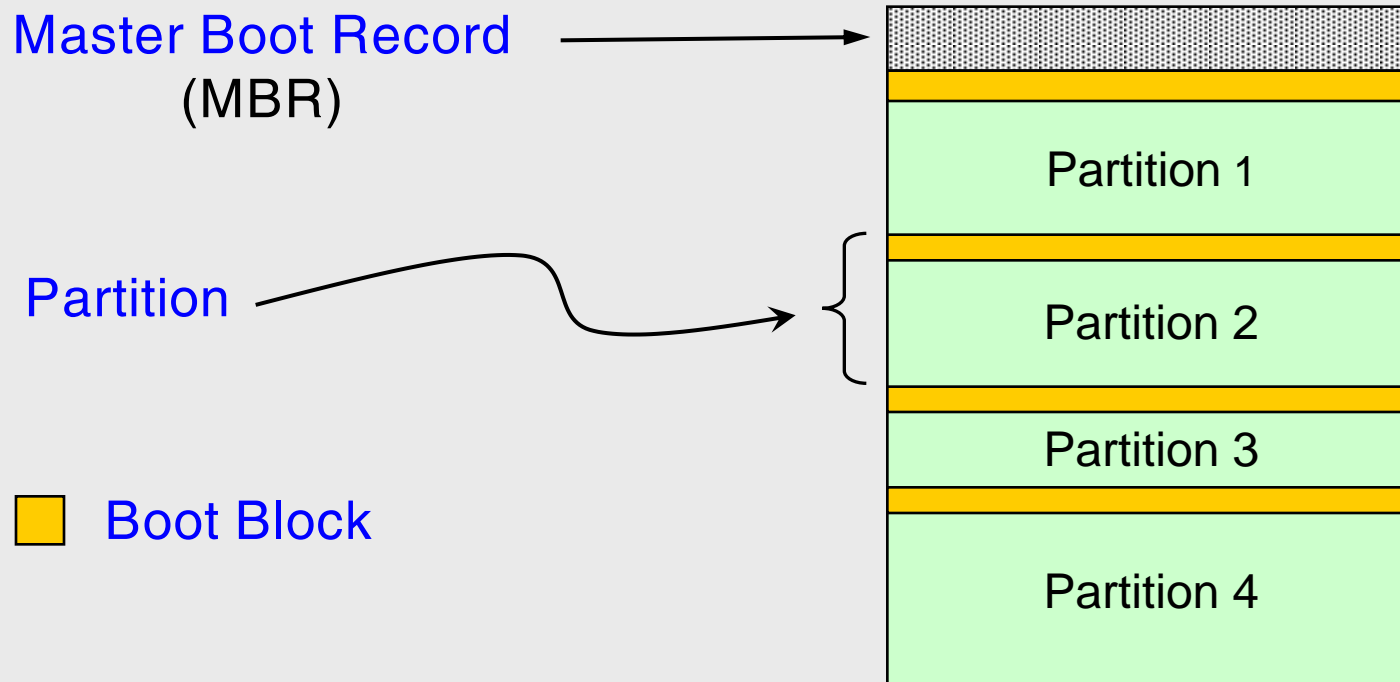 Master Boot Record
(MBR)
Partition 1
Partition
Partition 2
Partition 3
Boot Block
Partition 4